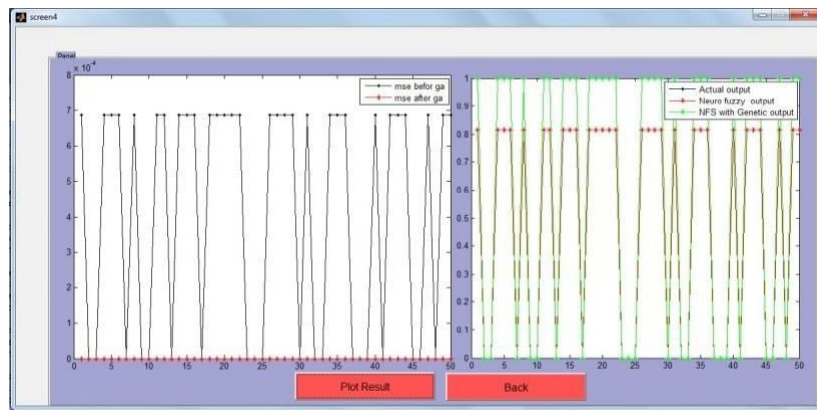 screen4
Panel
× 10⁻⁴
8
7
6
5
4
3
2
1
0
0 5 10 15 20 25 30 35 40 45 50
mse befor ga
mse after ga
1
0.9
0.8
0.7
0.6
0.5
0.4
0.3
0.2
0.1
0
0 5 10 15 20 25 30 35 40 45 50
Actual output
Neuro fuzzy output
NFS with Genetic output
Plot Result
Back